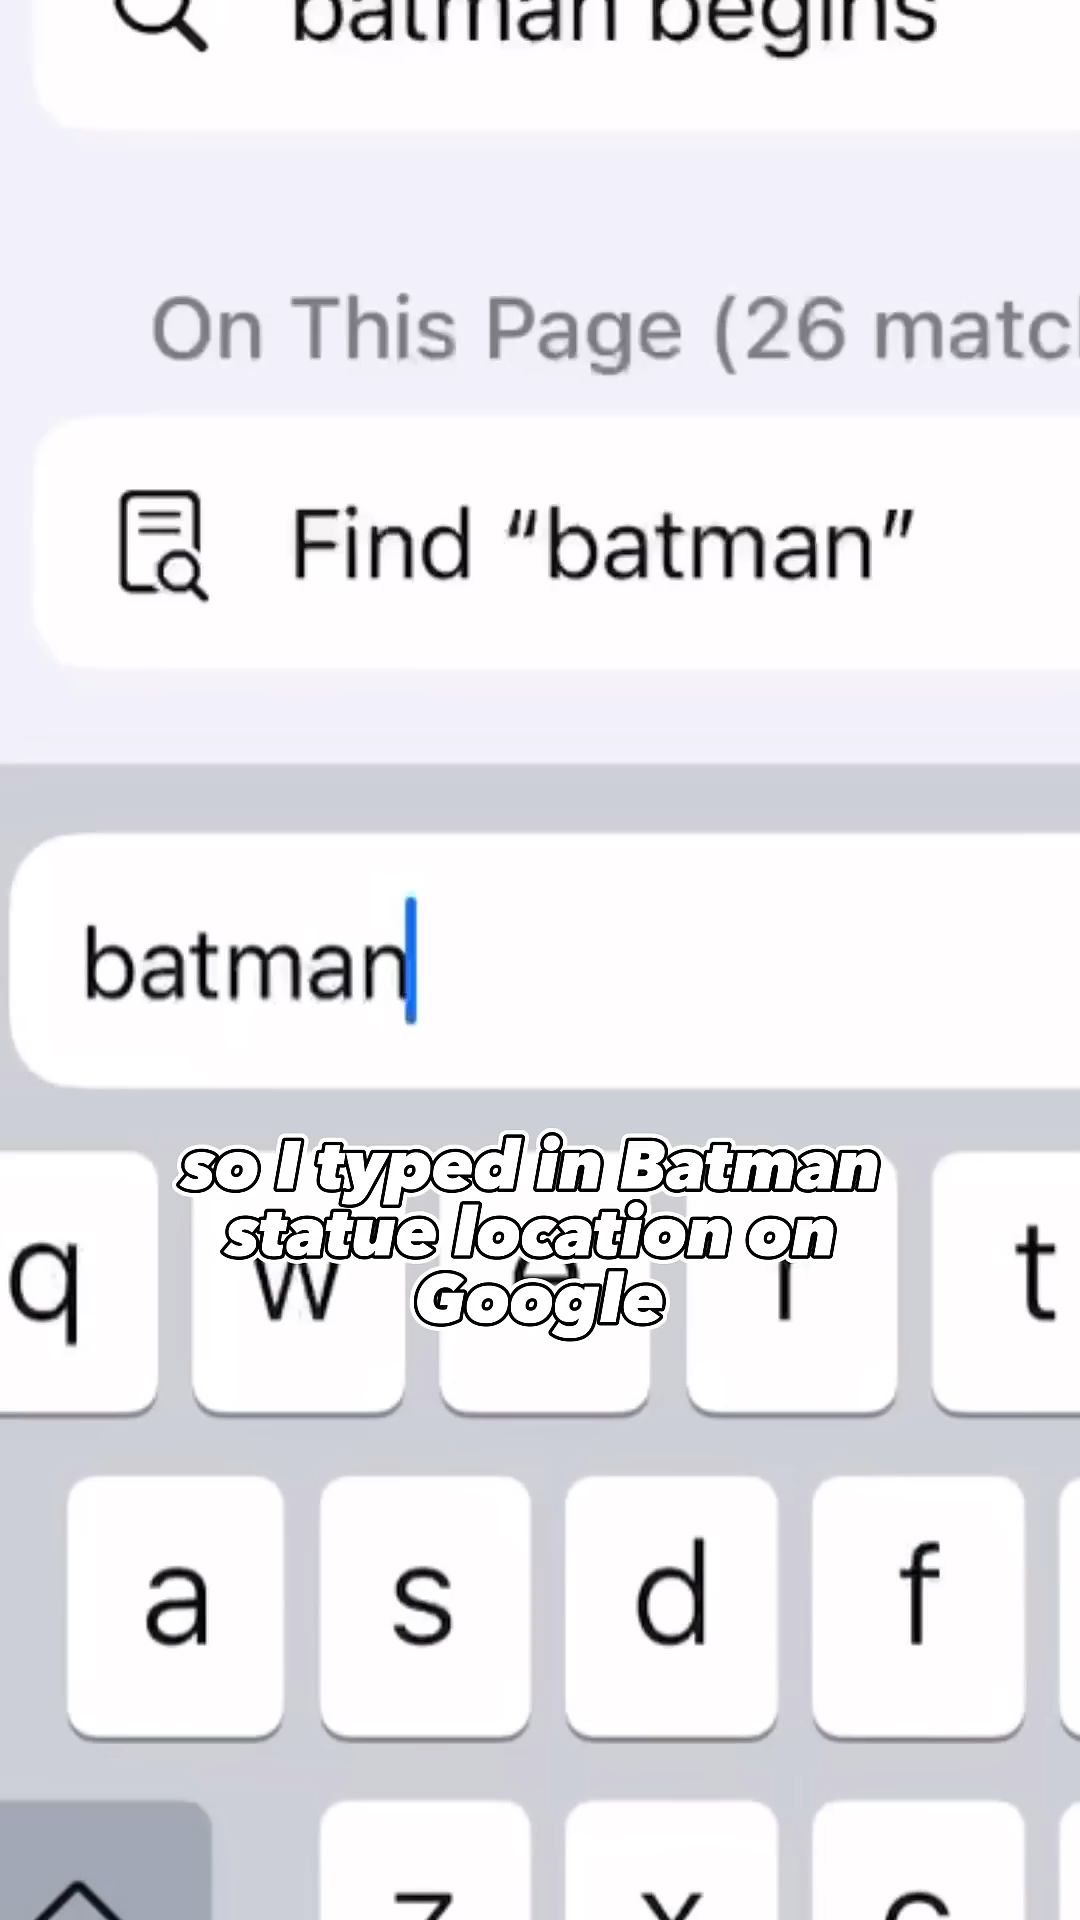 batman begins
On This Page (26 matc
Find “batman”
batman
so I typed in Batman
statue location on
Google
q w e r t
a s d f
z x c